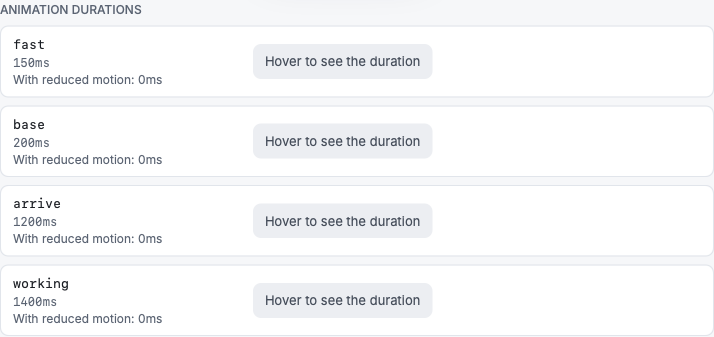 ANIMATION DURATIONS
fast
150ms
With reduced motion: 0ms
Hover to see the duration
base
200ms
With reduced motion: 0ms
Hover to see the duration
arrive
1200ms
With reduced motion: 0ms
Hover to see the duration
working
1400ms
With reduced motion: 0ms
Hover to see the duration